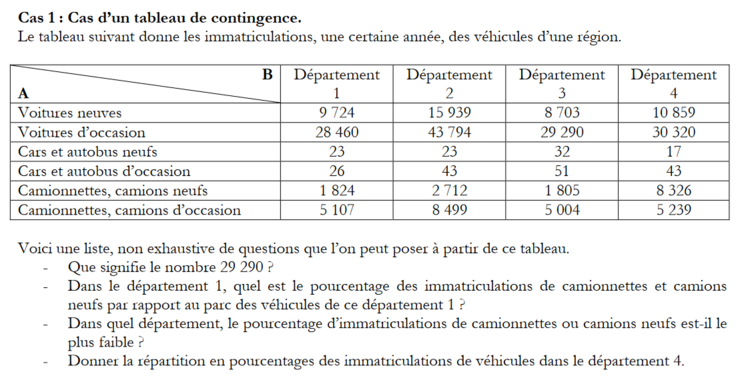 Cas 1 : Cas d'un tableau de contingence.
Le tableau suivant donne les immatriculations, une certaine année, des véhicules d'une région.
B Département Département Département Département
A 1 2 3 4
Voitures neuves 9 724 15 939 8 703 10 859
Voitures d'occasion 28 460 43 794 29 290 30 320
Cars et autobus neufs 23 23 32 17
Cars et autobus d'occasion 26 43 51 43
Camionnettes, camions neufs 1 824 2 712 1 805 8 326
Camionnettes, camions d'occasion 5 107 8 499 5 004 5 239
Voici une liste, non exhaustive de questions que l'on peut poser à partir de ce tableau.
- Que signifie le nombre 29 290 ?
- Dans le département 1, quel est le pourcentage des immatriculations de camionnettes et camions
neufs par rapport au parc des véhicules de ce département 1 ?
- Dans quel département, le pourcentage d'immatriculations de camionnettes ou camions neufs est-il le
plus faible ?
- Donner la répartition en pourcentages des immatriculations de véhicules dans le département 4.